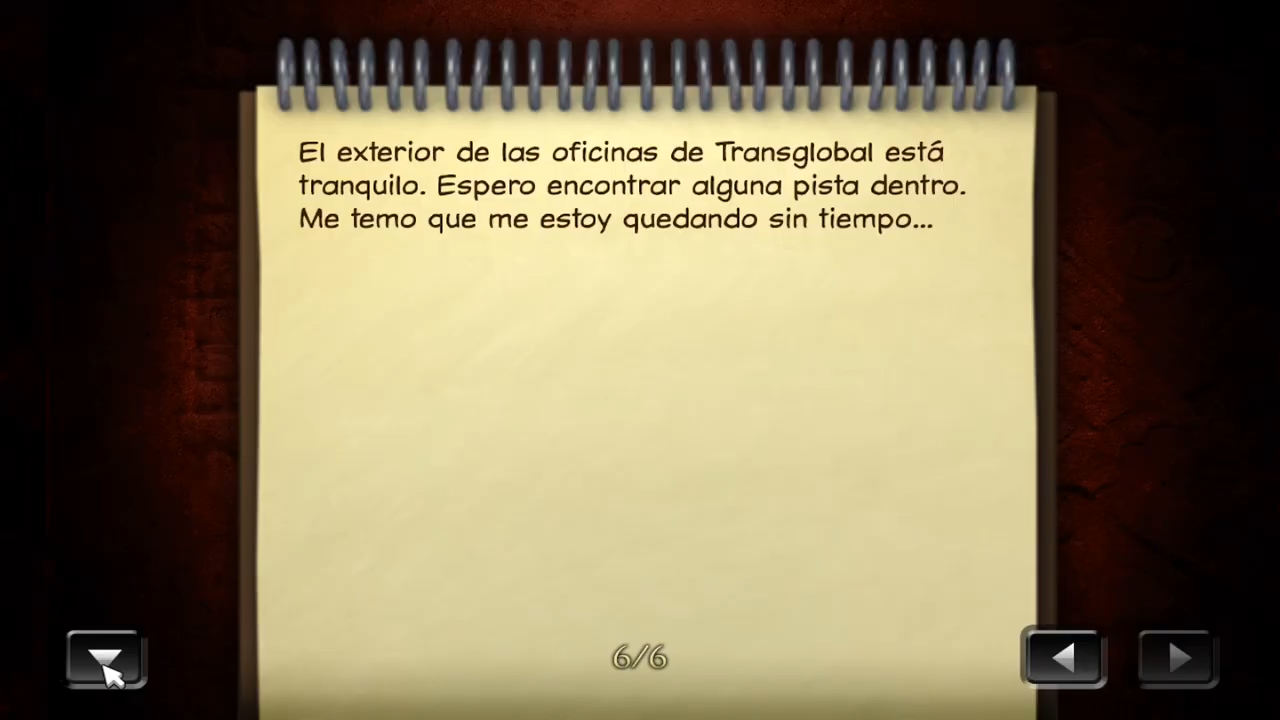 El exterior de las oficinas de Transglobal está
tranquilo. Espero encontrar alguna pista dentro.
Me temo que me estoy quedando sin tiempo...
6/6